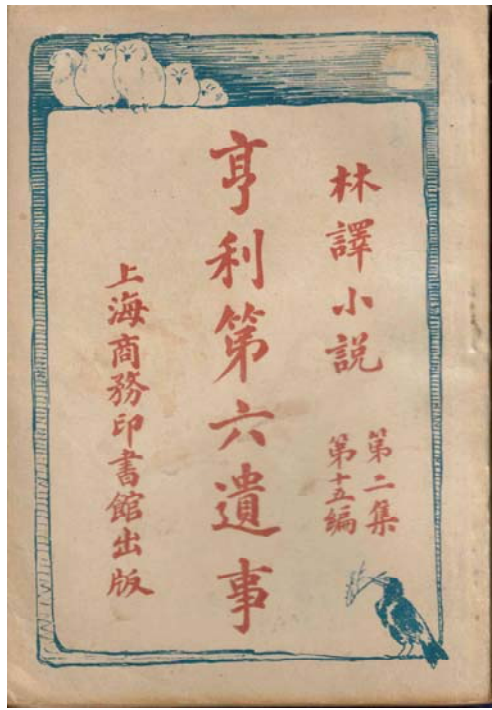 林譯小説
第二集
第十五編
亨利第六遺事
上海商務印書館出版